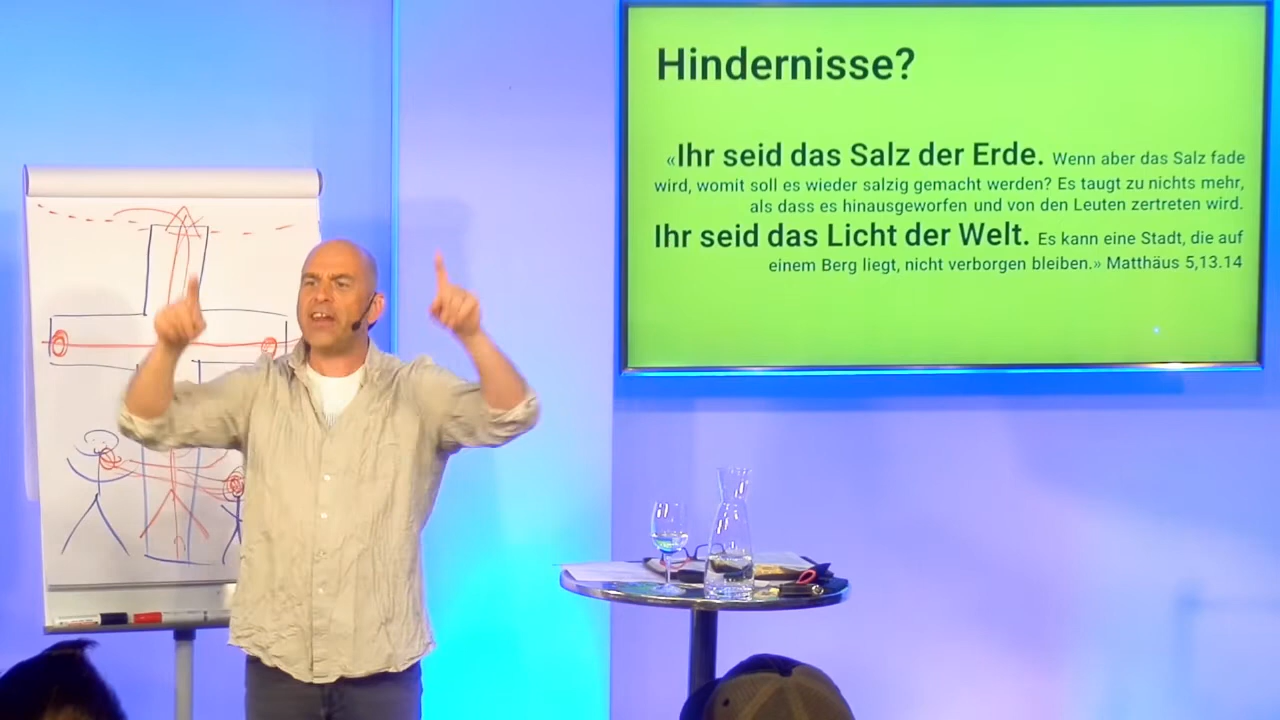 Hindernisse?
«Ihr seid das Salz der Erde. Wenn aber das Salz fade
wird, womit soll es wieder salzig gemacht werden? Es taugt zu nichts mehr,
als dass es hinausgeworfen und von den Leuten zertreten wird.
Ihr seid das Licht der Welt. Es kann eine Stadt, die auf
einem Berg liegt, nicht verborgen bleiben.» Matthäus 5,13.14